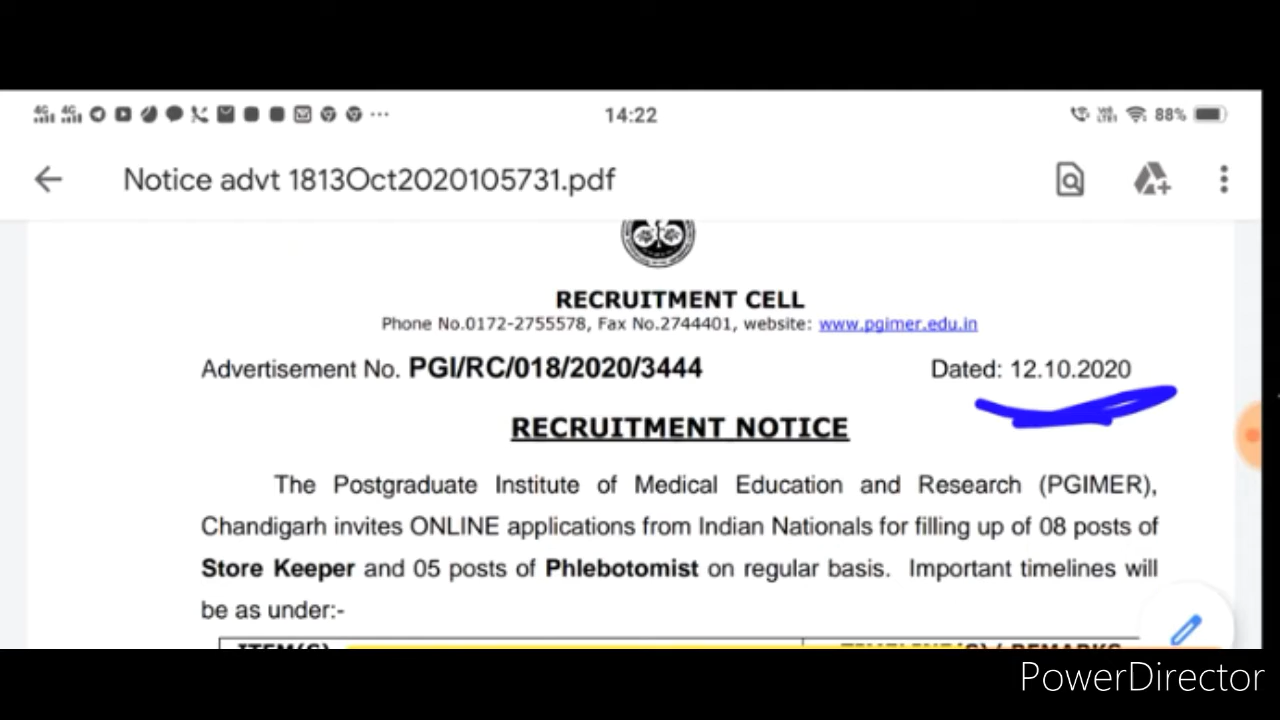 14:22
88%
Notice advt 1813Oct2020105731.pdf
RECRUITMENT CELL
Phone No.0172-2755578, Fax No.2744401, website: www.pgimer.edu.in
Advertisement No. PGI/RC/018/2020/3444 Dated: 12.10.2020
RECRUITMENT NOTICE
The Postgraduate Institute of Medical Education and Research (PGIMER),
Chandigarh invites ONLINE applications from Indian Nationals for filling up of 08 posts of
Store Keeper and 05 posts of Phlebotomist on regular basis. Important timelines will
be as under:-
ITEM(S) TIMELINE(S)/ REMARKS
PowerDirector